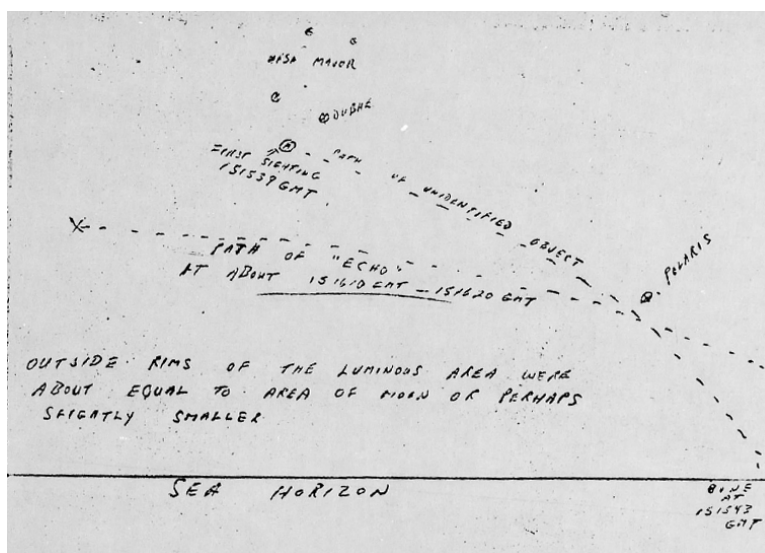 URSA MAJOR
DUBHE
FIRST SIGHTING
151539 GMT
PATH OF UNIDENTIFIED OBJECT
POLARIS
PATH OF "ECHO"
AT ABOUT 151610 GMT - 151620 GMT
OUTSIDE RIMS OF THE LUMINOUS AREA WERE
ABOUT EQUAL TO AREA OF MOON OR PERHAPS
SLIGHTLY SMALLER
SEA HORIZON
GONE
AT
151543
GMT